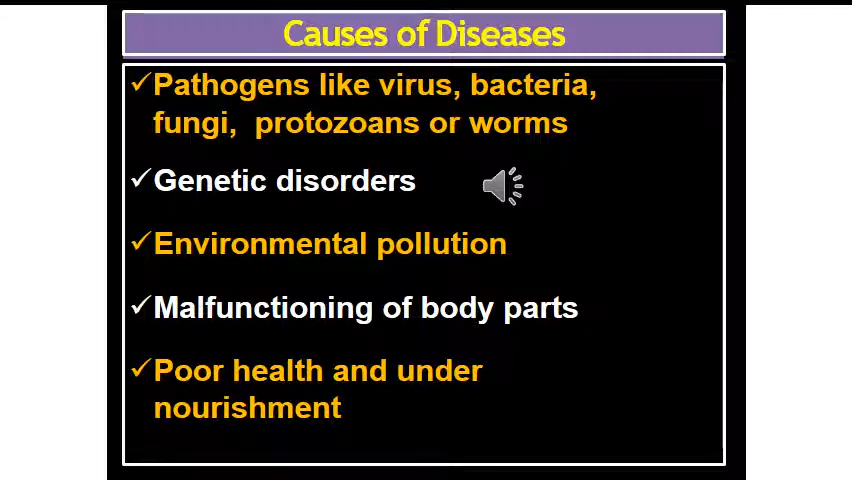 Causes of Diseases
✓Pathogens like virus, bacteria,
fungi, protozoans or worms
✓Genetic disorders
✓Environmental pollution
✓Malfunctioning of body parts
✓Poor health and under
nourishment